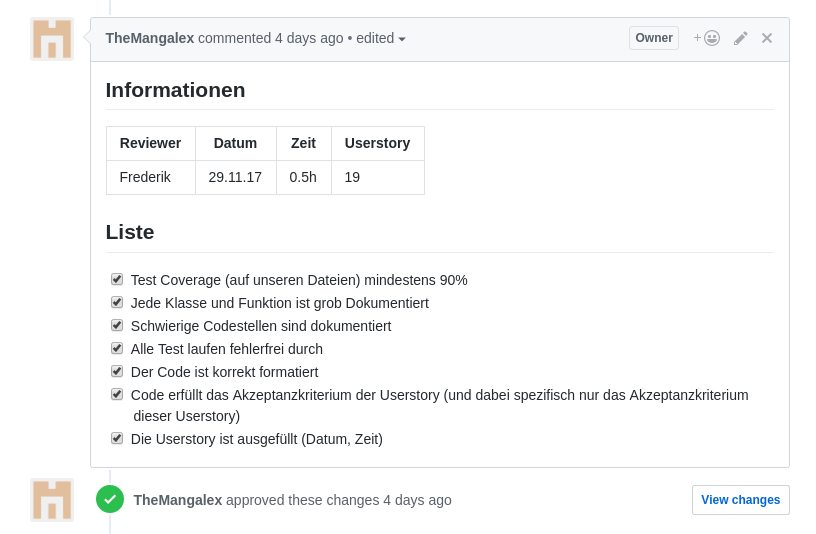 TheMangalex commented 4 days ago • edited
Owner
Informationen
Reviewer Datum Zeit Userstory
Frederik 29.11.17 0.5h 19
Liste
Test Coverage (auf unseren Dateien) mindestens 90%
Jede Klasse und Funktion ist grob Dokumentiert
Schwierige Codestellen sind dokumentiert
Alle Test laufen fehlerfrei durch
Der Code ist korrekt formatiert
Code erfüllt das Akzeptanzkriterium der Userstory (und dabei spezifisch nur das Akzeptanzkriterium
dieser Userstory)
Die Userstory ist ausgefüllt (Datum, Zeit)
TheMangalex approved these changes 4 days ago
View changes